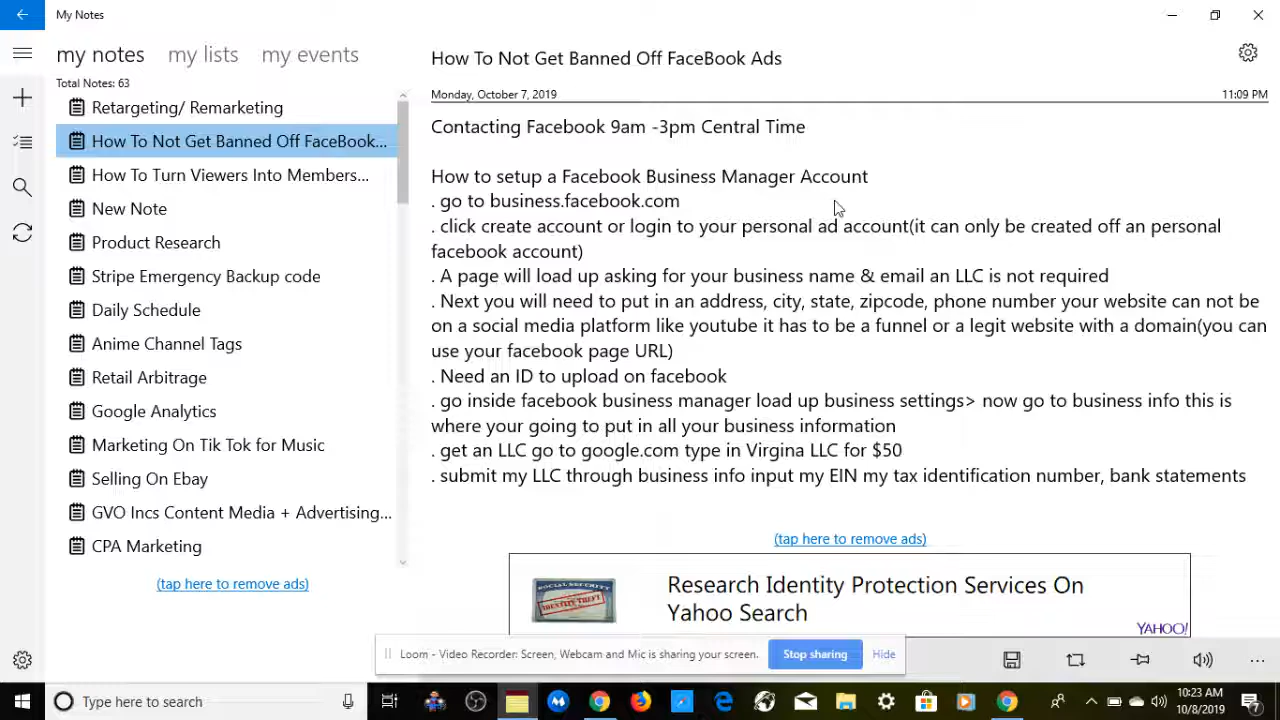 My Notes
my notes my lists my events
Total Notes: 63
Retargeting/ Remarketing
How To Not Get Banned Off FaceBook...
How To Turn Viewers Into Members...
New Note
Product Research
Stripe Emergency Backup code
Daily Schedule
Anime Channel Tags
Retail Arbitrage
Google Analytics
Marketing On Tik Tok for Music
Selling On Ebay
GVO Incs Content Media + Advertising...
CPA Marketing
(tap here to remove ads)
How To Not Get Banned Off FaceBook Ads
Monday, October 7, 2019 11:09 PM
Contacting Facebook 9am -3pm Central Time
How to setup a Facebook Business Manager Account
. go to business.facebook.com
. click create account or login to your personal ad account(it can only be created off an personal
facebook account)
. A page will load up asking for your business name & email an LLC is not required
. Next you will need to put in an address, city, state, zipcode, phone number your website can not be
on a social media platform like youtube it has to be a funnel or a legit website with a domain(you can
use your facebook page URL)
. Need an ID to upload on facebook
. go inside facebook business manager load up business settings> now go to business info this is
where your going to put in all your business information
. get an LLC go to google.com type in Virgina LLC for $50
. submit my LLC through business info input my EIN my tax identification number, bank statements
(tap here to remove ads)
SOCIAL SECURITY
IDENTITY THEFT
Research Identity Protection Services On
Yahoo Search
YAHOO!
Loom - Video Recorder: Screen, Webcam and Mic is sharing your screen. Stop sharing Hide
Type here to search
10:23 AM
10/8/2019
7